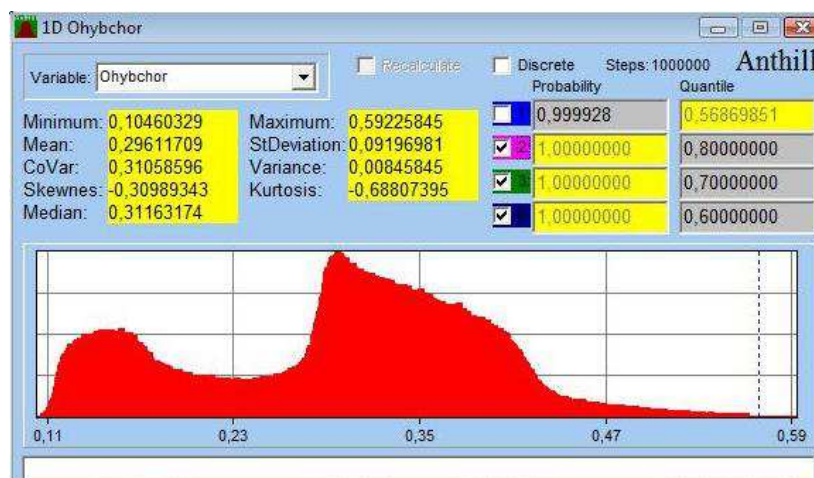 1D Ohybchor
Variable: Ohybchor
Recalculate
Discrete Steps: 1000000 Anthill
Probability Quantile
Minimum: 0,10460329 Maximum: 0,59225845
Mean: 0,29611709 StDeviation: 0,09196981
CoVar: 0,31058596 Variance: 0,00845845
Skewnes: -0,30989343 Kurtosis: -0,68807395
Median: 0,31163174
1 0,999928 0,56869851
2 1,00000000 0,80000000
3 1,00000000 0,70000000
1,00000000 0,60000000
0,11 0,23 0,35 0,47 0,59